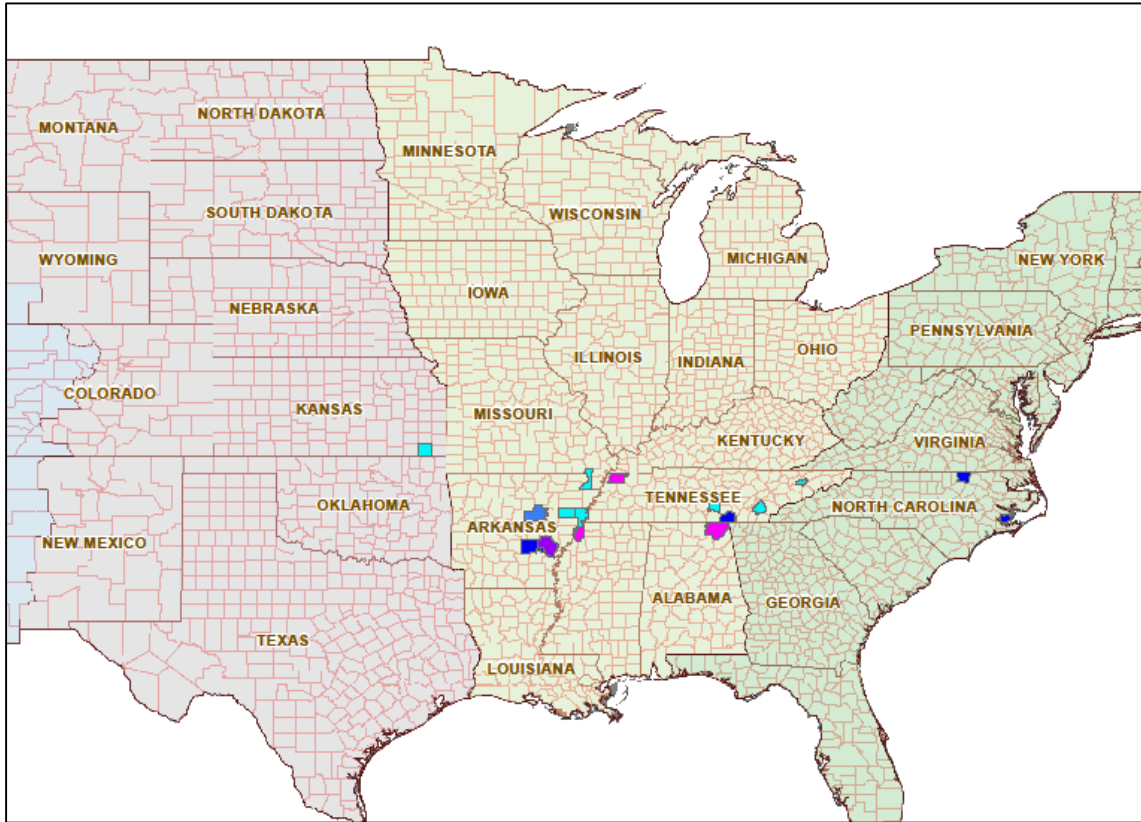 NORTH DAKOTA
MONTANA
MINNESOTA
SOUTH DAKOTA
WISCONSIN
WYOMING
MICHIGAN
NEW YORK
IOWA
NEBRASKA
PENNSYLVANIA
ILLINOIS
INDIANA
OHIO
COLORADO
KANSAS
MISSOURI
KENTUCKY
VIRGINIA
TENNESSEE
OKLAHOMA
NORTH CAROLINA
ARKANSAS
NEW MEXICO
ALABAMA
GEORGIA
TEXAS
LOUISIANA